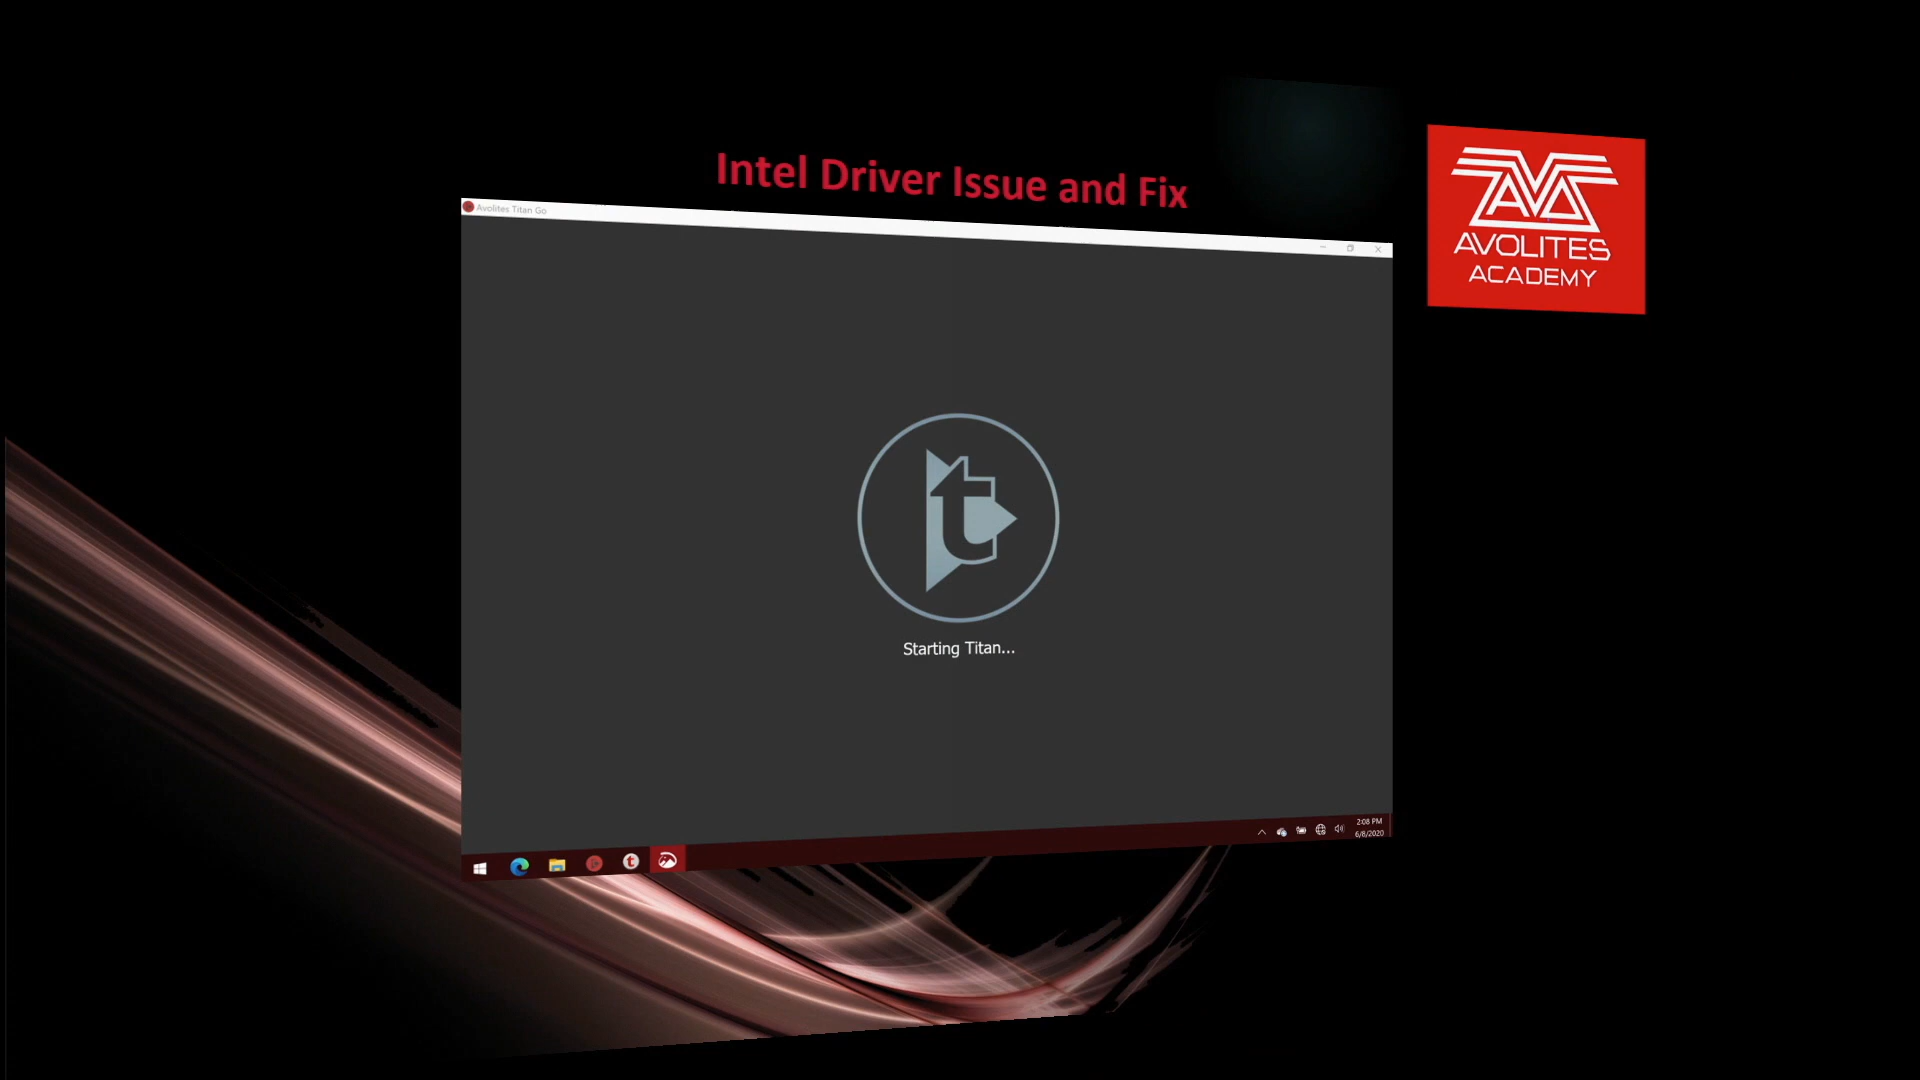 Intel Driver Issue and Fix
AVOLITES
ACADEMY
Avolites Titan Go
t
Starting Titan...
2:08 PM
6/8/2020